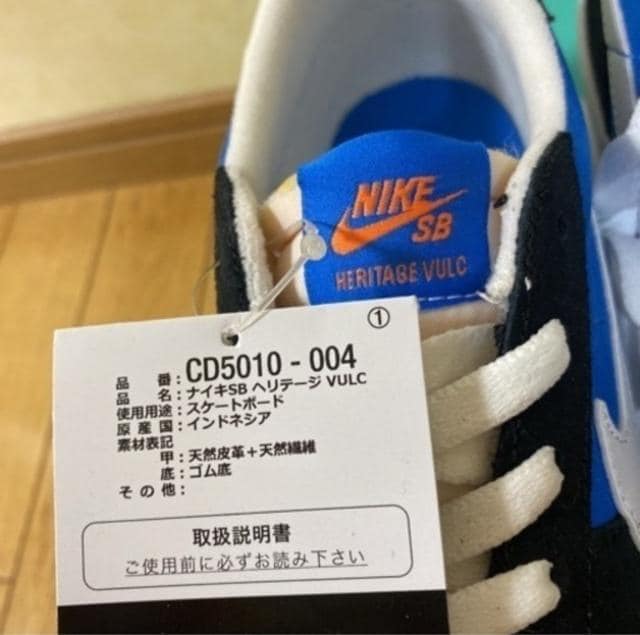 NIKE
SB
HERITAGE VULC
①
品番：CD5010 - 004
品名：ナイキSB ヘリテージ VULC
使用用途：スケートボード
原産国：インドネシア
素材表記
甲：天然皮革＋天然繊維
底：ゴム底
その他：
取扱説明書
ご使用前に必ずお読み下さい